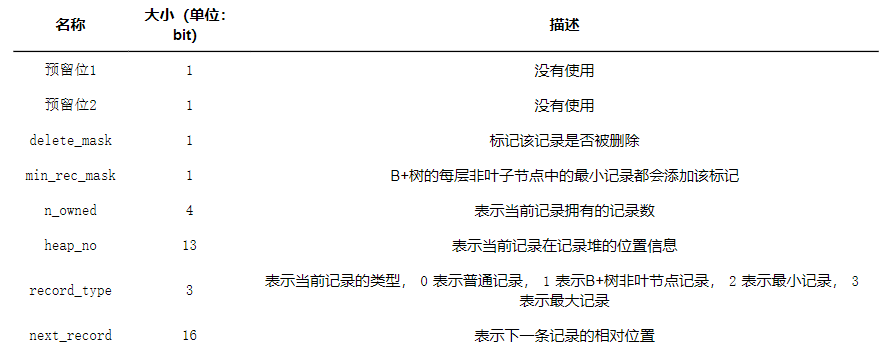 名称 大小（单位：bit） 描述
预留位1 1 没有使用
预留位2 1 没有使用
delete_mask 1 标记该记录是否被删除
min_rec_mask 1 B+树的每层非叶子节点中的最小记录都会添加该标记
n_owned 4 表示当前记录拥有的记录数
heap_no 13 表示当前记录在记录堆的位置信息
record_type 3 表示当前记录的类型， 0 表示普通记录， 1 表示B+树非叶节点记录， 2 表示最小记录， 3
表示最大记录
next_record 16 表示下一条记录的相对位置